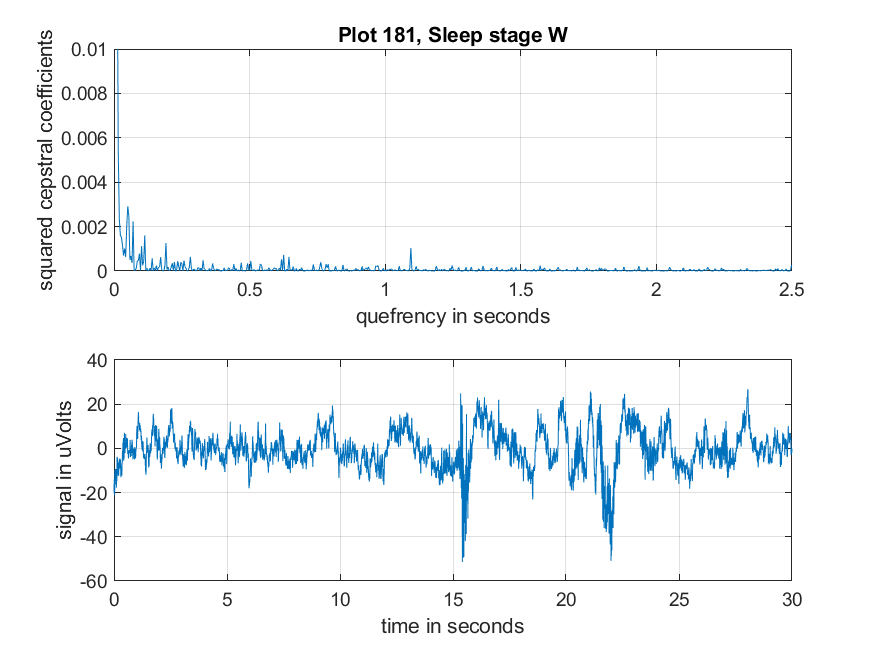 Plot 181, Sleep stage W
squared cepstral coefficients
0.01
0.008
0.006
0.004
0.002
0
0 0.5 1 1.5 2 2.5
quefrency in seconds
signal in uVolts
40
20
0
-20
-40
-60
0 5 10 15 20 25 30
time in seconds